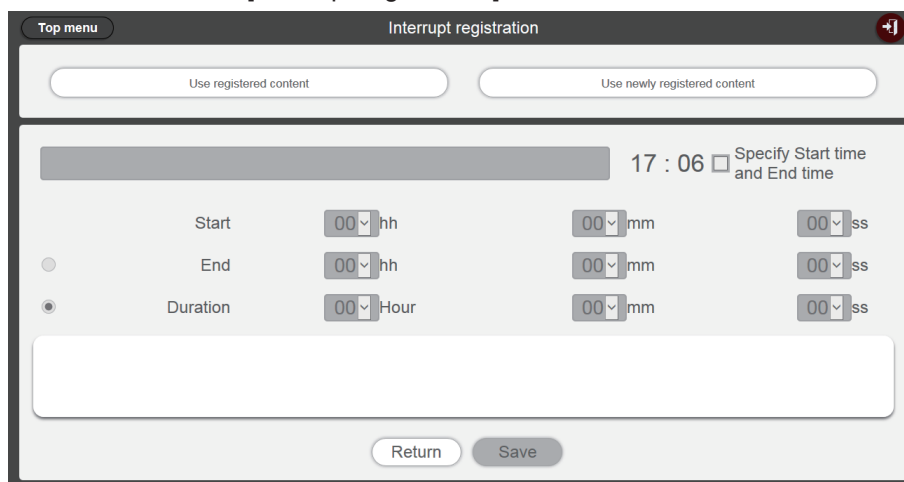 Top menu
Interrupt registration
Use registered content
Use newly registered content
17 : 06
Specify Start time
and End time
Start 00 hh 00 mm 00 ss
End 00 hh 00 mm 00 ss
Duration 00 Hour 00 mm 00 ss
Return Save